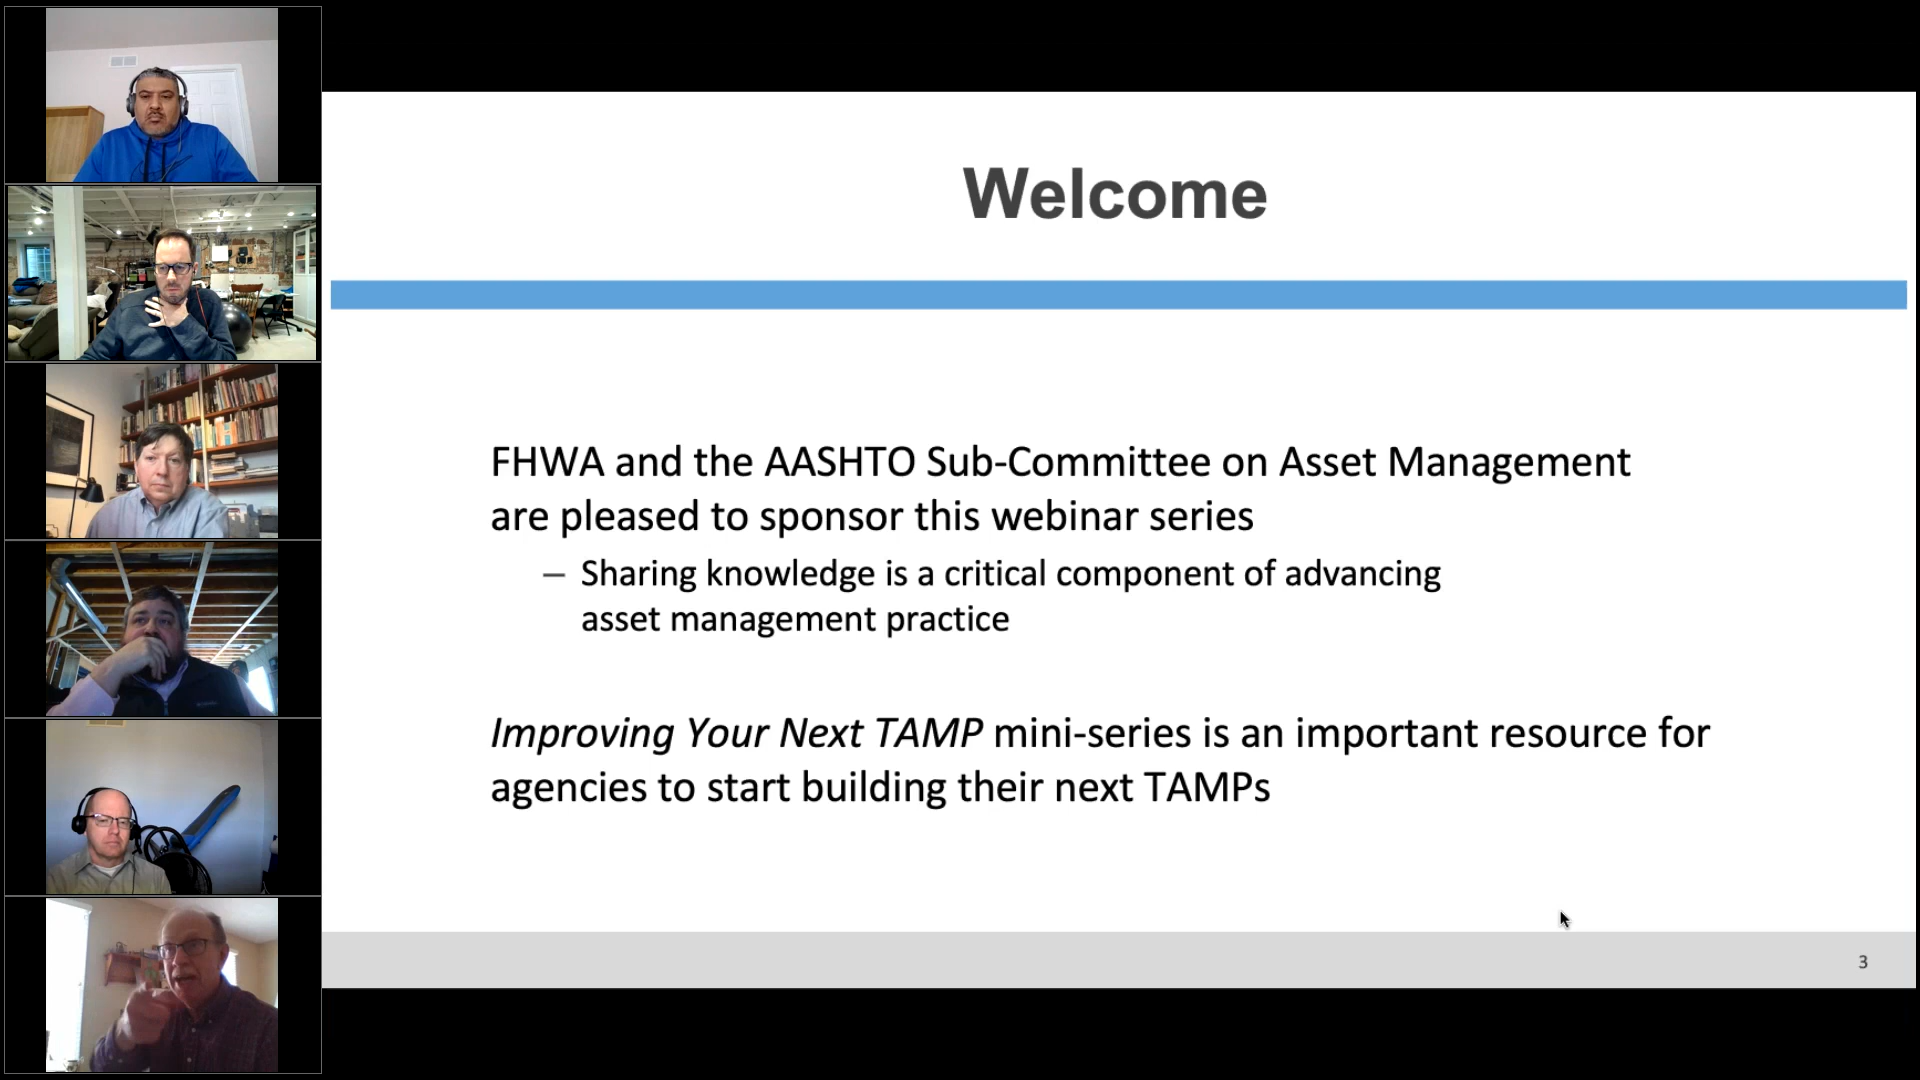 Welcome
FHWA and the AASHTO Sub-Committee on Asset Management
are pleased to sponsor this webinar series
– Sharing knowledge is a critical component of advancing
asset management practice
Improving Your Next TAMP mini-series is an important resource for
agencies to start building their next TAMPs
3